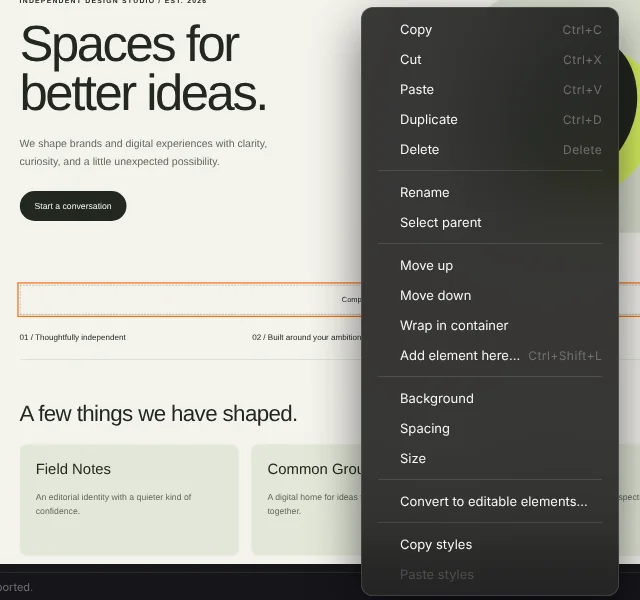 INDEPENDENT DESIGN STUDIO / EST. 2026
Spaces for
better ideas.
We shape brands and digital experiences with clarity,
curiosity, and a little unexpected possibility.
Start a conversation
01 / Thoughtfully independent
02 / Built around your ambition
A few things we have shaped.
Field Notes
An editorial identity with a quieter kind of
confidence.
Common
A digital home for ideas
together.
Copy Ctrl+C
Cut Ctrl+X
Paste Ctrl+V
Duplicate Ctrl+D
Delete Delete
Rename
Select parent
Move up
Move down
Wrap in container
Add element here... Ctrl+Shift+L
Background
Spacing
Size
Convert to editable elements...
Copy styles
Paste styles